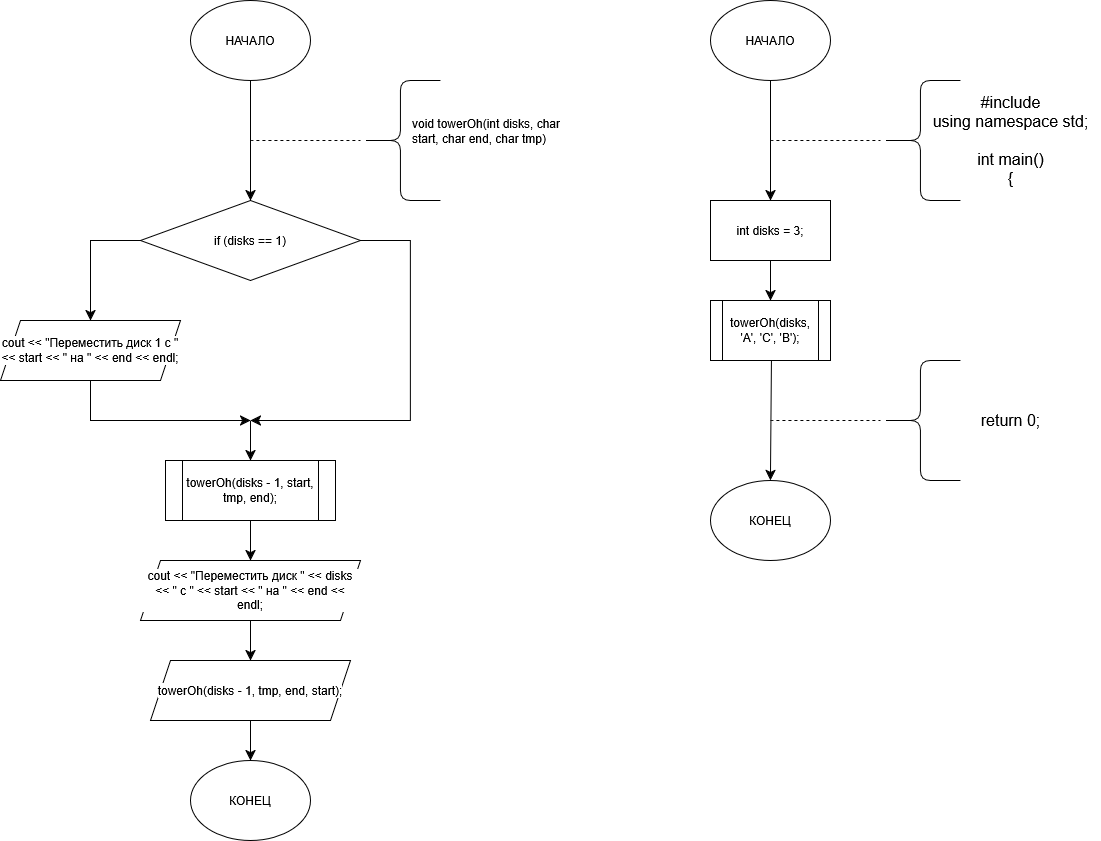 НАЧАЛО
void towerOh(int disks, char
start, char end, char tmp)
if (disks == 1)
cout << "Переместить диск 1 с "
<< start << " на " << end << endl;
towerOh(disks - 1, start,
tmp, end);
cout << "Переместить диск " << disks
<< " с " << start << " на " << end <<
endl;
towerOh(disks - 1, tmp, end, start);
КОНЕЦ
НАЧАЛО
#include
using namespace std;
int main()
{
int disks = 3;
towerOh(disks,
'A', 'C', 'B');
return 0;
КОНЕЦ